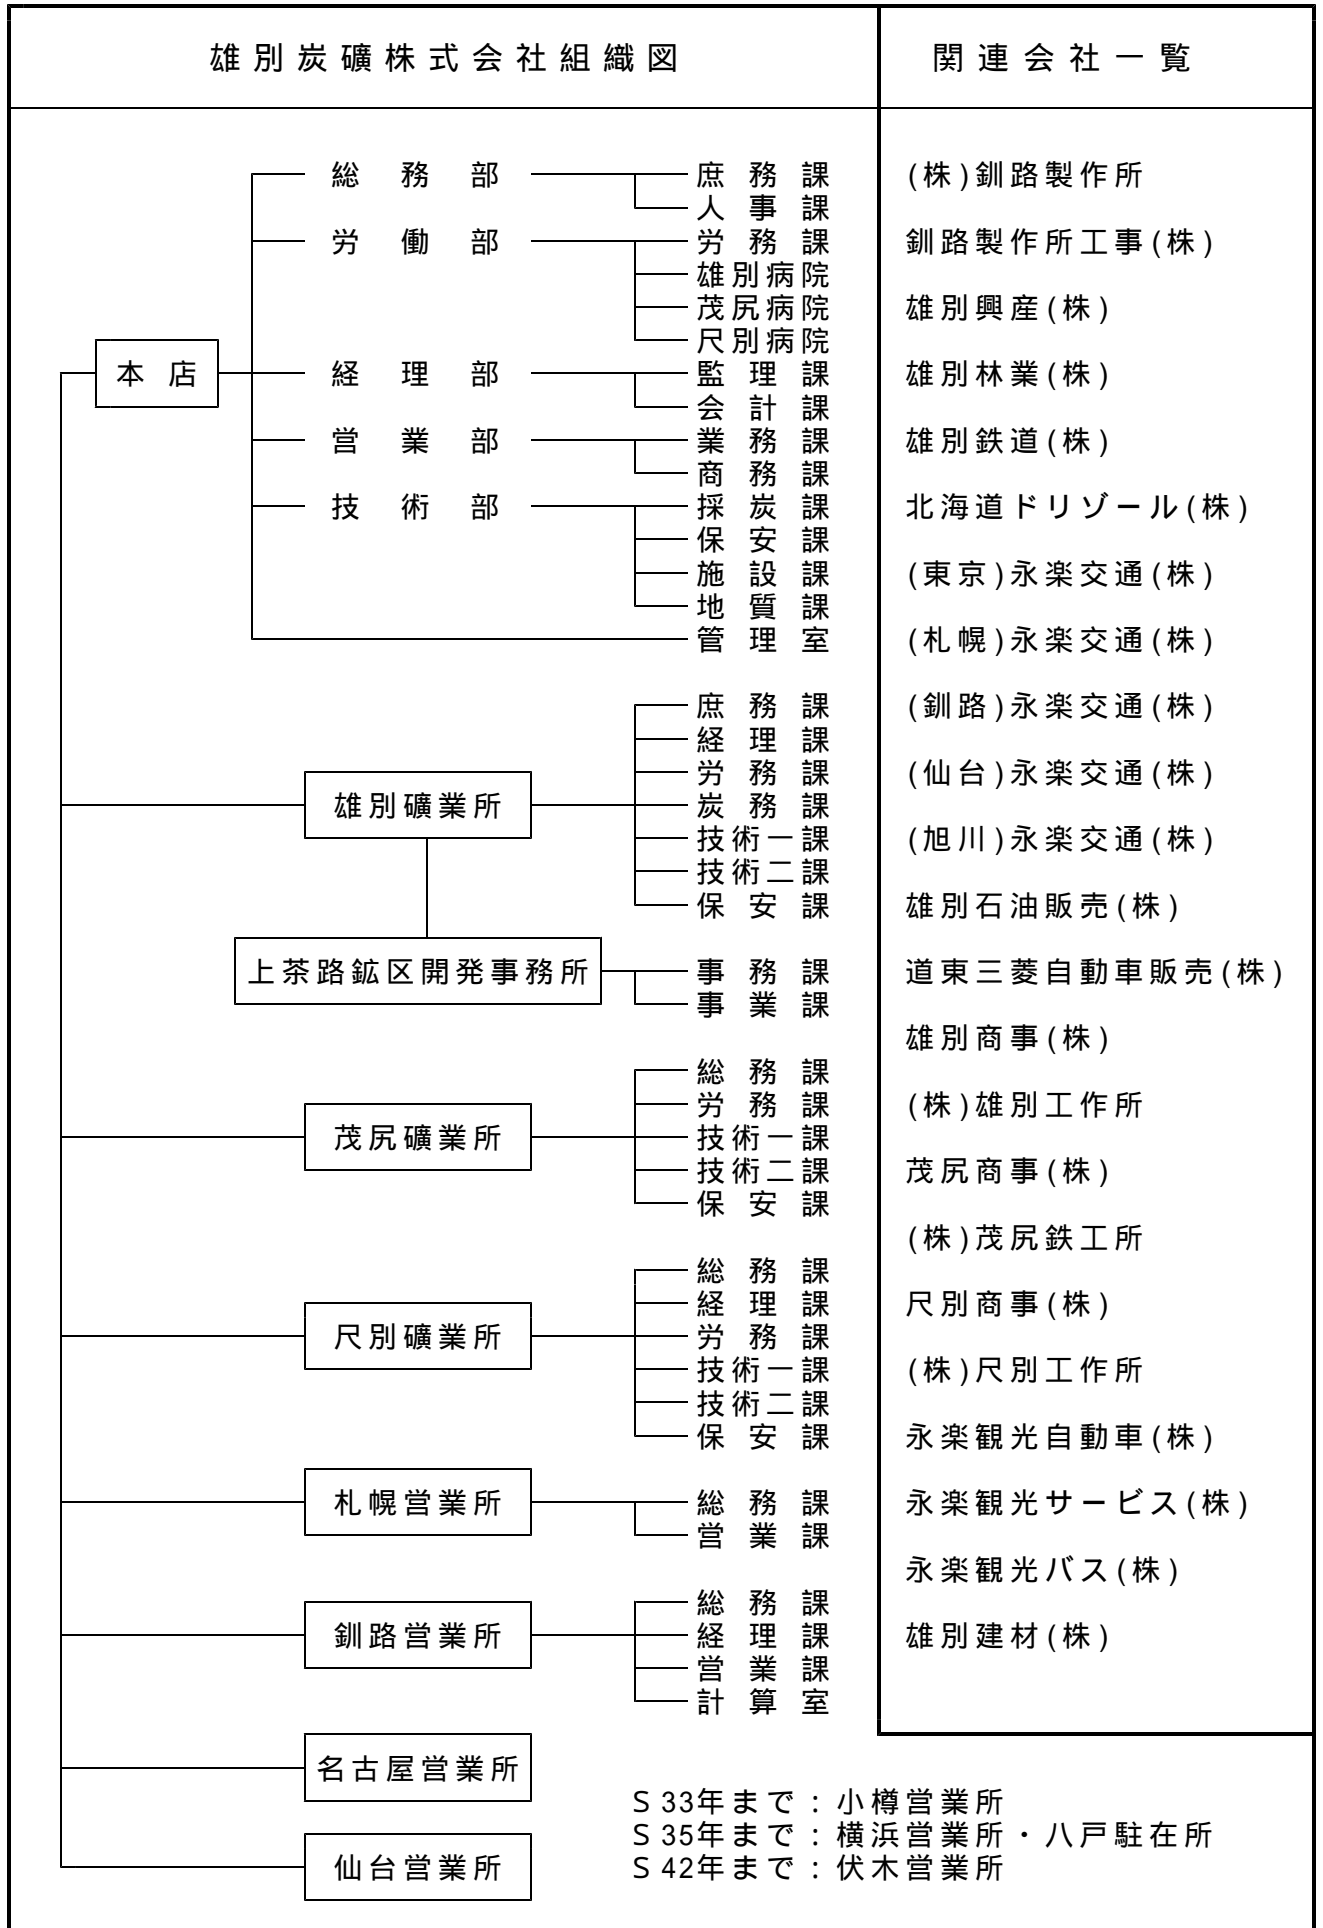 雄別炭礦株式会社組織図
本店
総務部
庶務課
人事課
労働部
労務課
雄別病院
茂尻病院
尺別病院
経理部
監理課
会計課
営業部
業務課
商務課
技術部
採炭課
保安課
施設課
地質課
管理室
雄別礦業所
庶務課
経理課
労務課
炭務課
技術一課
技術二課
保安課
上茶路鉱区開発事務所
事務課
事業課
茂尻礦業所
総務課
労務課
技術一課
技術二課
保安課
尺別礦業所
総務課
経理課
労務課
技術一課
技術二課
保安課
札幌営業所
総務課
営業課
釧路営業所
総務課
経理課
営業課
計算室
名古屋営業所
仙台営業所
S33年まで：小樽営業所
S35年まで：横浜営業所・八戸駐在所
S42年まで：伏木営業所
関連会社一覧
(株)釧路製作所
釧路製作所工事(株)
雄別興産(株)
雄別林業(株)
雄別鉄道(株)
北海道ドリゾール(株)
(東京)永楽交通(株)
(札幌)永楽交通(株)
(釧路)永楽交通(株)
(仙台)永楽交通(株)
(旭川)永楽交通(株)
雄別石油販売(株)
道東三菱自動車販売(株)
雄別商事(株)
(株)雄別工作所
茂尻商事(株)
(株)茂尻鉄工所
尺別商事(株)
(株)尺別工作所
永楽観光自動車(株)
永楽観光サービス(株)
永楽観光バス(株)
雄別建材(株)